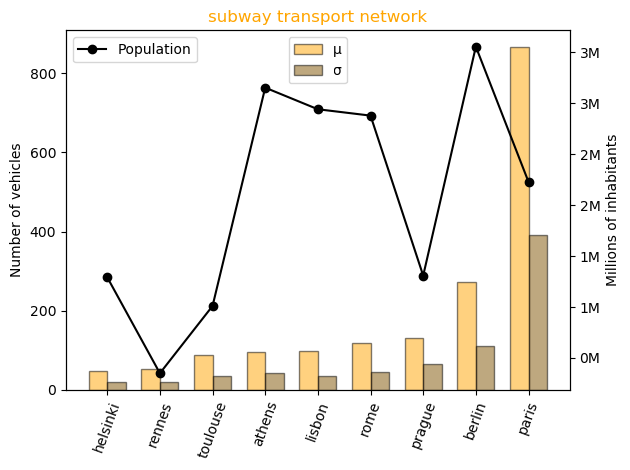 subway transport network
Population
μ
σ
Number of vehicles
800
600
400
200
0
3M
3M
2M
2M
1M
1M
0M
Millions of inhabitants
helsinki
rennes
toulouse
athens
lisbon
rome
prague
berlin
paris